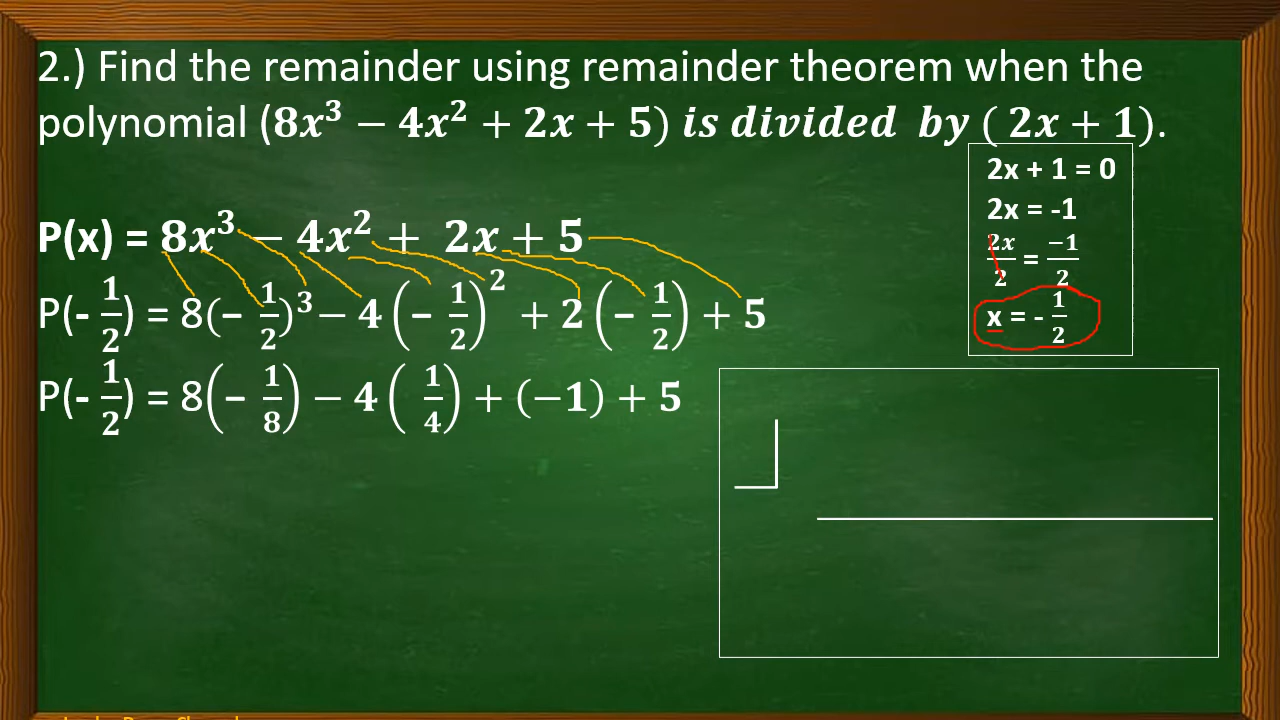 2.) Find the remainder using remainder theorem when the
polynomial (8x³ − 4x² + 2x + 5) is divided by ( 2x + 1).
2x + 1 = 0
2x = -1
2x/2 = −1/2
x = - 1/2
P(x) = 8x³ − 4x² + 2x + 5
P(- 1/2) = 8(− 1/2)³ − 4(− 1/2)² + 2(− 1/2) + 5
P(- 1/2) = 8(− 1/8) − 4( 1/4) + (−1) + 5